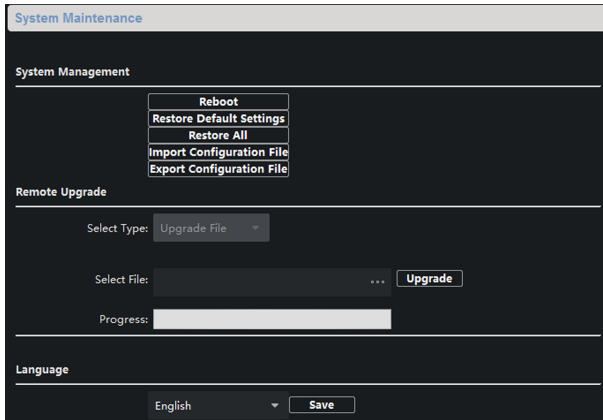 System Maintenance
System Management
Reboot
Restore Default Settings
Restore All
Import Configuration File
Export Configuration File
Remote Upgrade
Select Type: Upgrade File
Select File: ... Upgrade
Progress:
Language
English Save